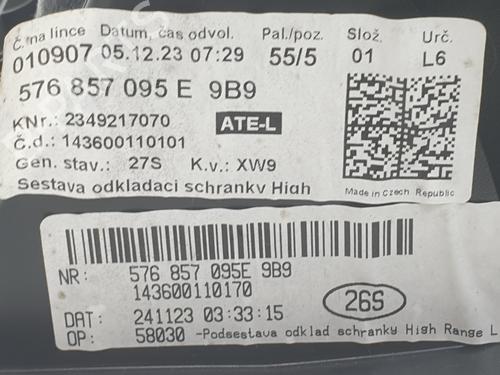 Č. na lince Datum, čas odvol. Pal./poz. Slož. Urč.
010907 05.12.23 07:29 55/5 01 L6
576 857 095 E 9B9
KNr.: 2349217070 ATE-L
Č.d.: 143600110101
Gen. stav.: 27S K.v.: XW9
Sestava odkladaci schranky High
Made in Czech Republic
NR: 576 857 095E 9B9
143600110170
26S
DAT: 241123 03:33:15
OP: 58030 -Podsestava odklad schranky High Range L